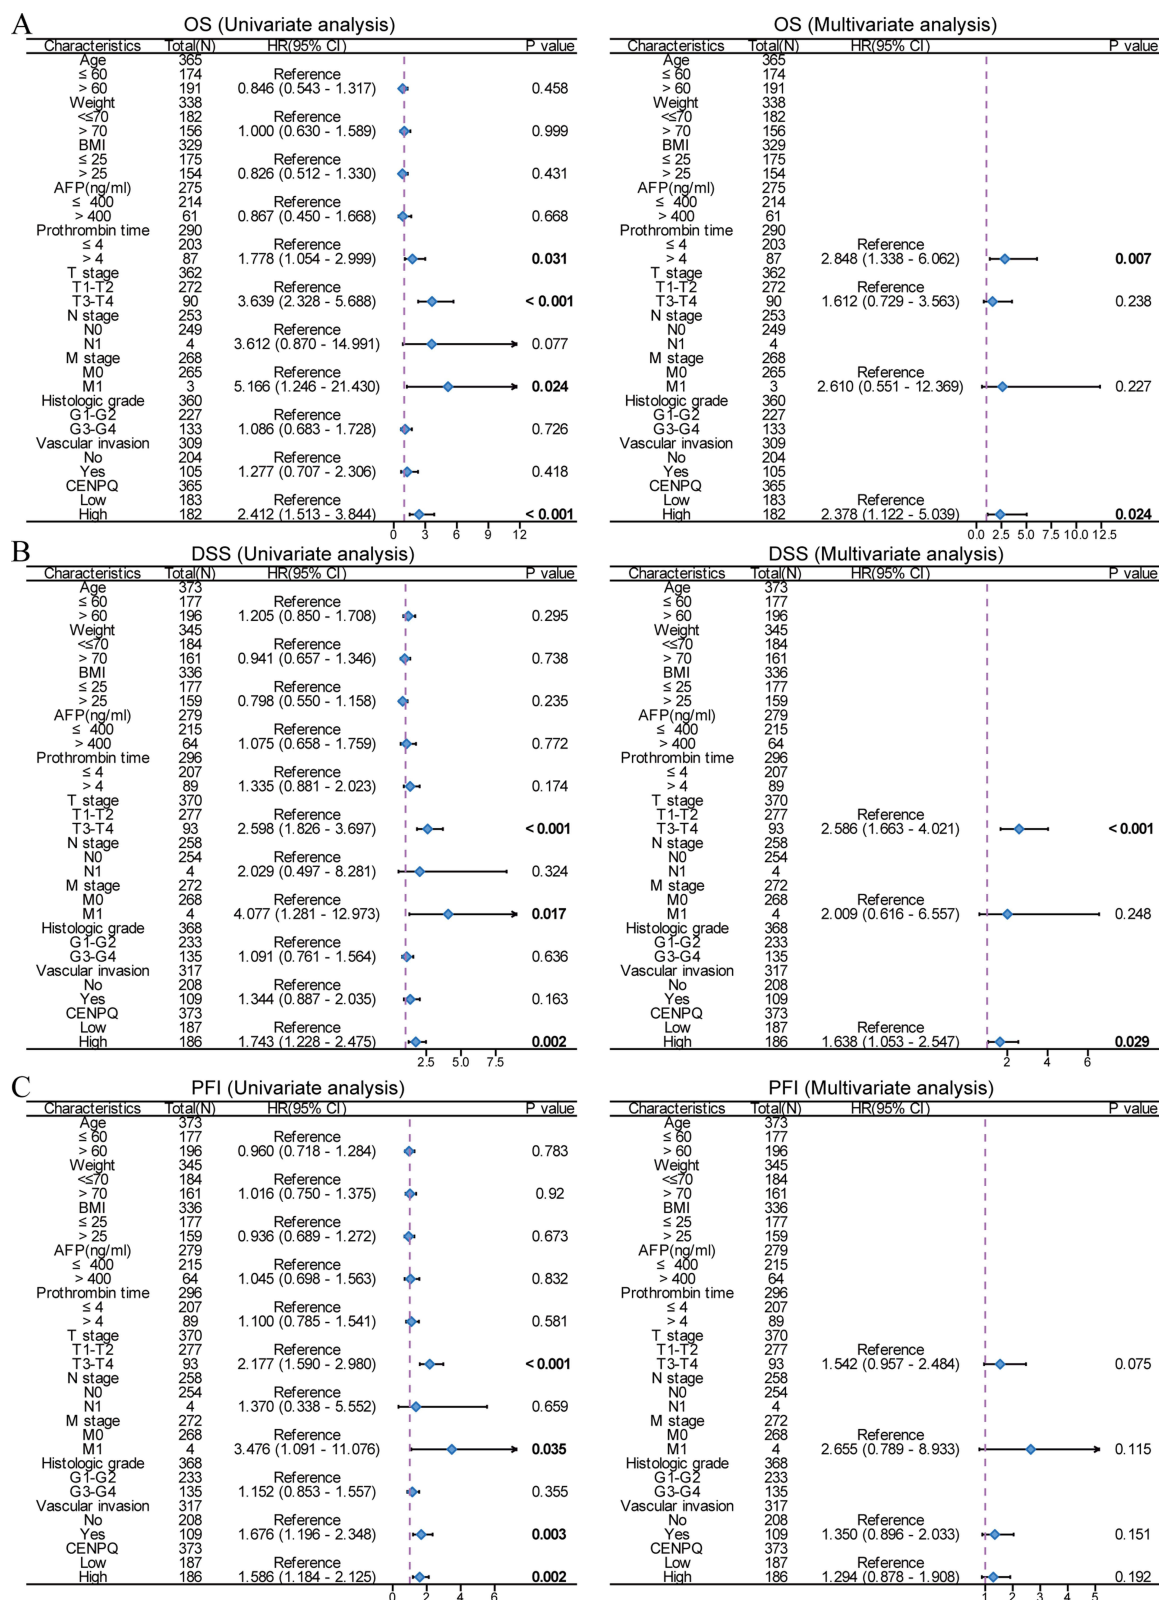 A
OS (Univariate analysis)
Characteristics Total(N) HR(95% CI) P value
Age 365
≤ 60 174 Reference
> 60 191 0.846 (0.543 - 1.317) 0.458
Weight 338
<≤70 182 Reference
> 70 156 1.000 (0.630 - 1.589) 0.999
BMI 329
≤ 25 175 Reference
> 25 154 0.826 (0.512 - 1.330) 0.431
AFP(ng/ml) 275
≤ 400 214 Reference
> 400 61 0.867 (0.450 - 1.668) 0.668
Prothrombin time 290
≤ 4 203 Reference
> 4 87 1.778 (1.054 - 2.999) 0.031
T stage 362
T1-T2 272 Reference
T3-T4 90 3.639 (2.328 - 5.688) < 0.001
N stage 253
N0 249 Reference
N1 4 3.612 (0.870 - 14.991) 0.077
M stage 268
M0 265 Reference
M1 3 5.166 (1.246 - 21.430) 0.024
Histologic grade 360
G1-G2 227 Reference
G3-G4 133 1.086 (0.683 - 1.728) 0.726
Vascular invasion 309
No 204 Reference
Yes 105 1.277 (0.707 - 2.306) 0.418
CENPQ 365
Low 183 Reference
High 182 2.412 (1.513 - 3.844) < 0.001
0 3 6 9 12
OS (Multivariate analysis)
Characteristics Total(N) HR(95% CI) P value
Age 365
≤ 60 174
> 60 191
Weight 338
<≤70 182
> 70 156
BMI 329
≤ 25 175
> 25 154
AFP(ng/ml) 275
≤ 400 214
> 400 61
Prothrombin time 290
≤ 4 203 Reference
> 4 87 2.848 (1.338 - 6.062) 0.007
T stage 362
T1-T2 272 Reference
T3-T4 90 1.612 (0.729 - 3.563) 0.238
N stage 253
N0 249
N1 4
M stage 268
M0 265 Reference
M1 3 2.610 (0.551 - 12.369) 0.227
Histologic grade 360
G1-G2 227
G3-G4 133
Vascular invasion 309
No 204
Yes 105
CENPQ 365
Low 183 Reference
High 182 2.378 (1.122 - 5.039) 0.024
0.0 2.5 5.0 7.5 10.0 12.5
B
DSS (Univariate analysis)
Characteristics Total(N) HR(95% CI) P value
Age 373
≤ 60 177 Reference
> 60 196 1.205 (0.850 - 1.708) 0.295
Weight 345
<≤70 184 Reference
> 70 161 0.941 (0.657 - 1.346) 0.738
BMI 336
≤ 25 177 Reference
> 25 159 0.798 (0.550 - 1.158) 0.235
AFP(ng/ml) 279
≤ 400 215 Reference
> 400 64 1.075 (0.658 - 1.759) 0.772
Prothrombin time 296
≤ 4 207 Reference
> 4 89 1.335 (0.881 - 2.023) 0.174
T stage 370
T1-T2 277 Reference
T3-T4 93 2.598 (1.826 - 3.697) < 0.001
N stage 258
N0 254 Reference
N1 4 2.029 (0.497 - 8.281) 0.324
M stage 272
M0 268 Reference
M1 4 4.077 (1.281 - 12.973) 0.017
Histologic grade 368
G1-G2 233 Reference
G3-G4 135 1.091 (0.761 - 1.564) 0.636
Vascular invasion 317
No 208 Reference
Yes 109 1.344 (0.887 - 2.035) 0.163
CENPQ 373
Low 187 Reference
High 186 1.743 (1.228 - 2.475) 0.002
2.5 5.0 7.5
DSS (Multivariate analysis)
Characteristics Total(N) HR(95% CI) P value
Age 373
≤ 60 177
> 60 196
Weight 345
<≤70 184
> 70 161
BMI 336
≤ 25 177
> 25 159
AFP(ng/ml) 279
≤ 400 215
> 400 64
Prothrombin time 296
≤ 4 207
> 4 89
T stage 370
T1-T2 277 Reference
T3-T4 93 2.586 (1.663 - 4.021) < 0.001
N stage 258
N0 254
N1 4
M stage 272
M0 268 Reference
M1 4 2.009 (0.616 - 6.557) 0.248
Histologic grade 368
G1-G2 233
G3-G4 135
Vascular invasion 317
No 208
Yes 109
CENPQ 373
Low 187 Reference
High 186 1.638 (1.053 - 2.547) 0.029
2 4 6
C
PFI (Univariate analysis)
Characteristics Total(N) HR(95% CI) P value
Age 373
≤ 60 177 Reference
> 60 196 0.960 (0.718 - 1.284) 0.783
Weight 345
<≤70 184 Reference
> 70 161 1.016 (0.750 - 1.375) 0.92
BMI 336
≤ 25 177 Reference
> 25 159 0.936 (0.689 - 1.272) 0.673
AFP(ng/ml) 279
≤ 400 215 Reference
> 400 64 1.045 (0.698 - 1.563) 0.832
Prothrombin time 296
≤ 4 207 Reference
> 4 89 1.100 (0.785 - 1.541) 0.581
T stage 370
T1-T2 277 Reference
T3-T4 93 2.177 (1.590 - 2.980) < 0.001
N stage 258
N0 254 Reference
N1 4 1.370 (0.338 - 5.552) 0.659
M stage 272
M0 268 Reference
M1 4 3.476 (1.091 - 11.076) 0.035
Histologic grade 368
G1-G2 233 Reference
G3-G4 135 1.152 (0.853 - 1.557) 0.355
Vascular invasion 317
No 208 Reference
Yes 109 1.676 (1.196 - 2.348) 0.003
CENPQ 373
Low 187 Reference
High 186 1.586 (1.184 - 2.125) 0.002
0 2 4 6
PFI (Multivariate analysis)
Characteristics Total(N) HR(95% CI) P value
Age 373
≤ 60 177
> 60 196
Weight 345
<≤70 184
> 70 161
BMI 336
≤ 25 177
> 25 159
AFP(ng/ml) 279
≤ 400 215
> 400 64
Prothrombin time 296
≤ 4 207
> 4 89
T stage 370
T1-T2 277 Reference
T3-T4 93 1.542 (0.957 - 2.484) 0.075
N stage 258
N0 254
N1 4
M stage 272
M0 268 Reference
M1 4 2.655 (0.789 - 8.933) 0.115
Histologic grade 368
G1-G2 233
G3-G4 135
Vascular invasion 317
No 208 Reference
Yes 109 1.350 (0.896 - 2.033) 0.151
CENPQ 373
Low 187 Reference
High 186 1.294 (0.878 - 1.908) 0.192
1 2 3 4 5